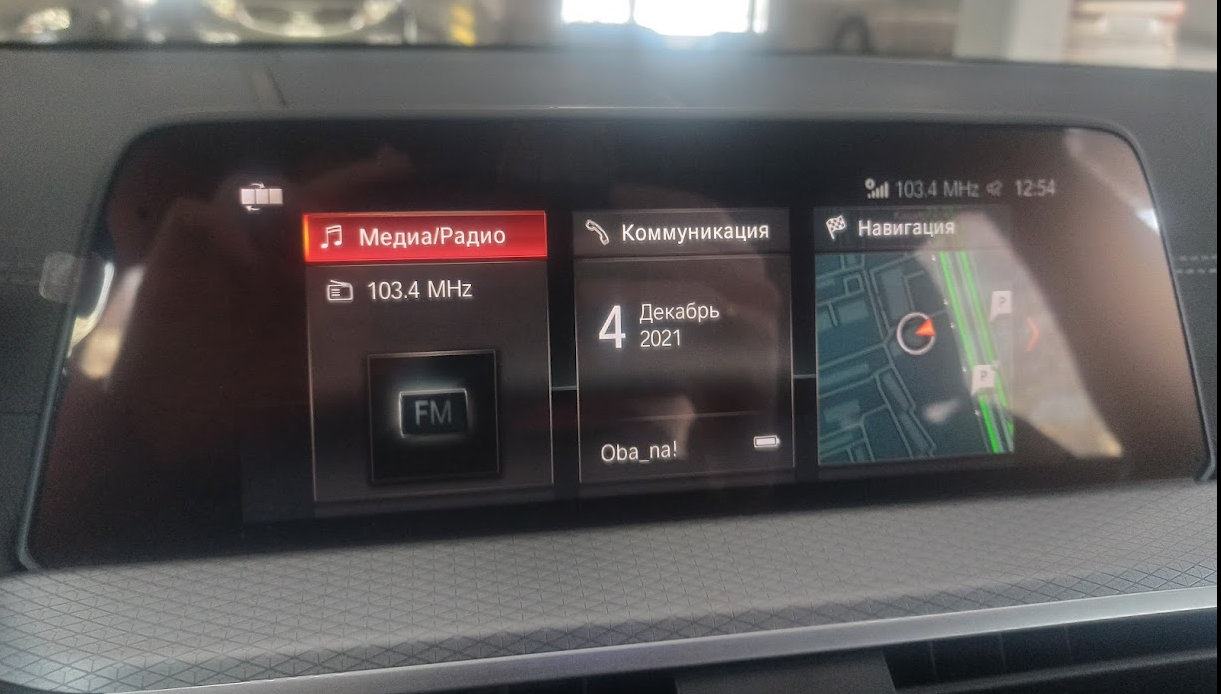 103.4 MHz 12:54
Медиа/Радио
103.4 MHz
FM
Коммуникация
4 Декабрь
2021
Oba_na!
Навигация
P
P